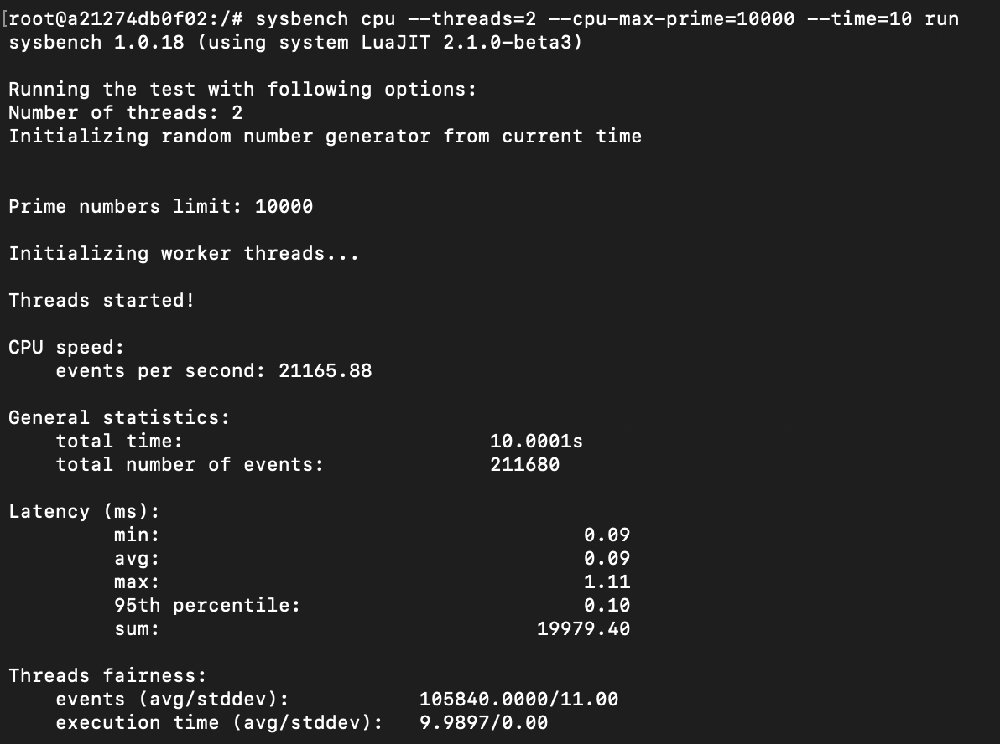 [root@a21274db0f02:/# sysbench cpu --threads=2 --cpu-max-prime=10000 --time=10 run
sysbench 1.0.18 (using system LuaJIT 2.1.0-beta3)
Running the test with following options:
Number of threads: 2
Initializing random number generator from current time
Prime numbers limit: 10000
Initializing worker threads...
Threads started!
CPU speed:
    events per second: 21165.88
General statistics:
    total time:                          10.0001s
    total number of events:              211680
Latency (ms):
         min:                                    0.09
         avg:                                    0.09
         max:                                    1.11
         95th percentile:                        0.10
         sum:                                19979.40
Threads fairness:
    events (avg/stddev):           105840.0000/11.00
    execution time (avg/stddev):   9.9897/0.00